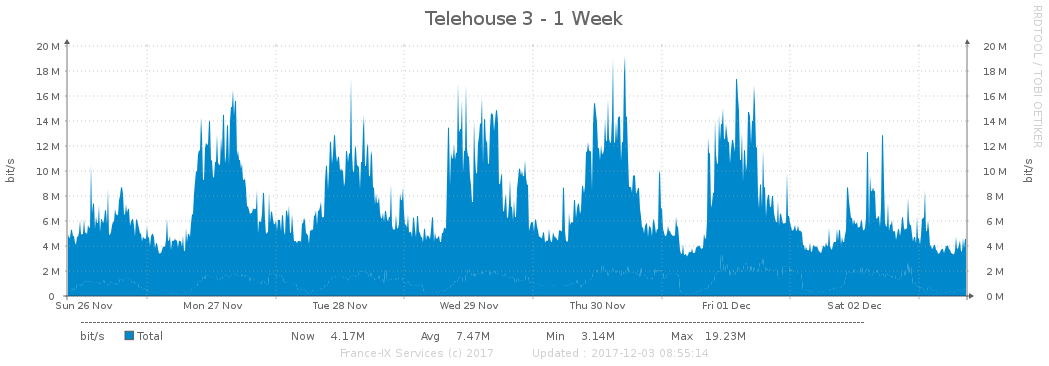 Telehouse 3 - 1 Week
RRDTOOL / TOBI OETIKER
bit/s
20 M 20 M
18 M 18 M
16 M 16 M
14 M 14 M
12 M 12 M
10 M 10 M
8 M 8 M
6 M 6 M
4 M 4 M
2 M 2 M
0 0 M
bit/s
Sun 26 Nov Mon 27 Nov Tue 28 Nov Wed 29 Nov Thu 30 Nov Fri 01 Dec Sat 02 Dec
bit/s Total Now 4.17M Avg 7.47M Min 3.14M Max 19.23M
France-IX Services (c) 2017 Updated : 2017-12-03 08:55:14